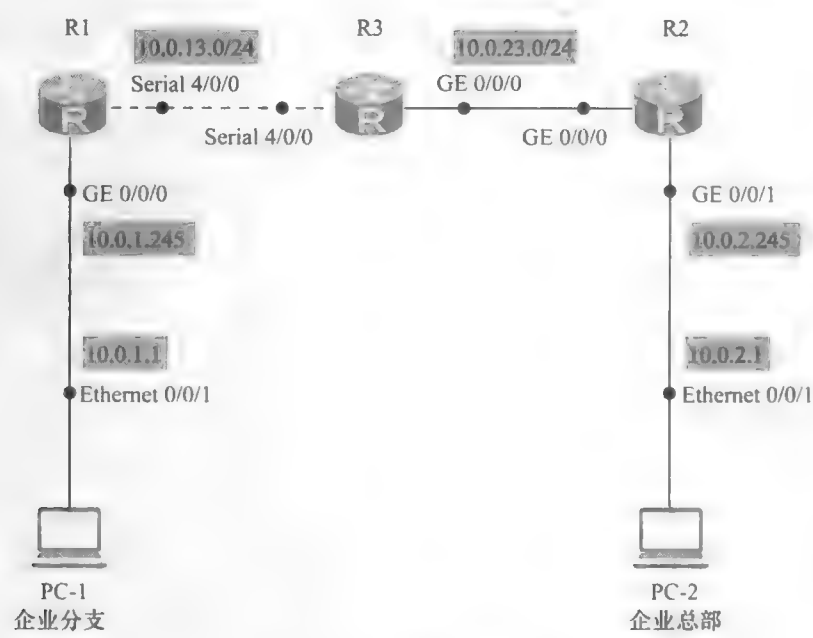 R1
R3
R2
10.0.13.0/24
10.0.23.0/24
Serial 4/0/0
GE 0/0/0
Serial 4/0/0
GE 0/0/0
R
R
R
GE 0/0/0
GE 0/0/1
10.0.1.245
10.0.2.245
10.0.1.1
10.0.2.1
Ethernet 0/0/1
Ethernet 0/0/1
PC-1
PC-2
企业分支
企业总部